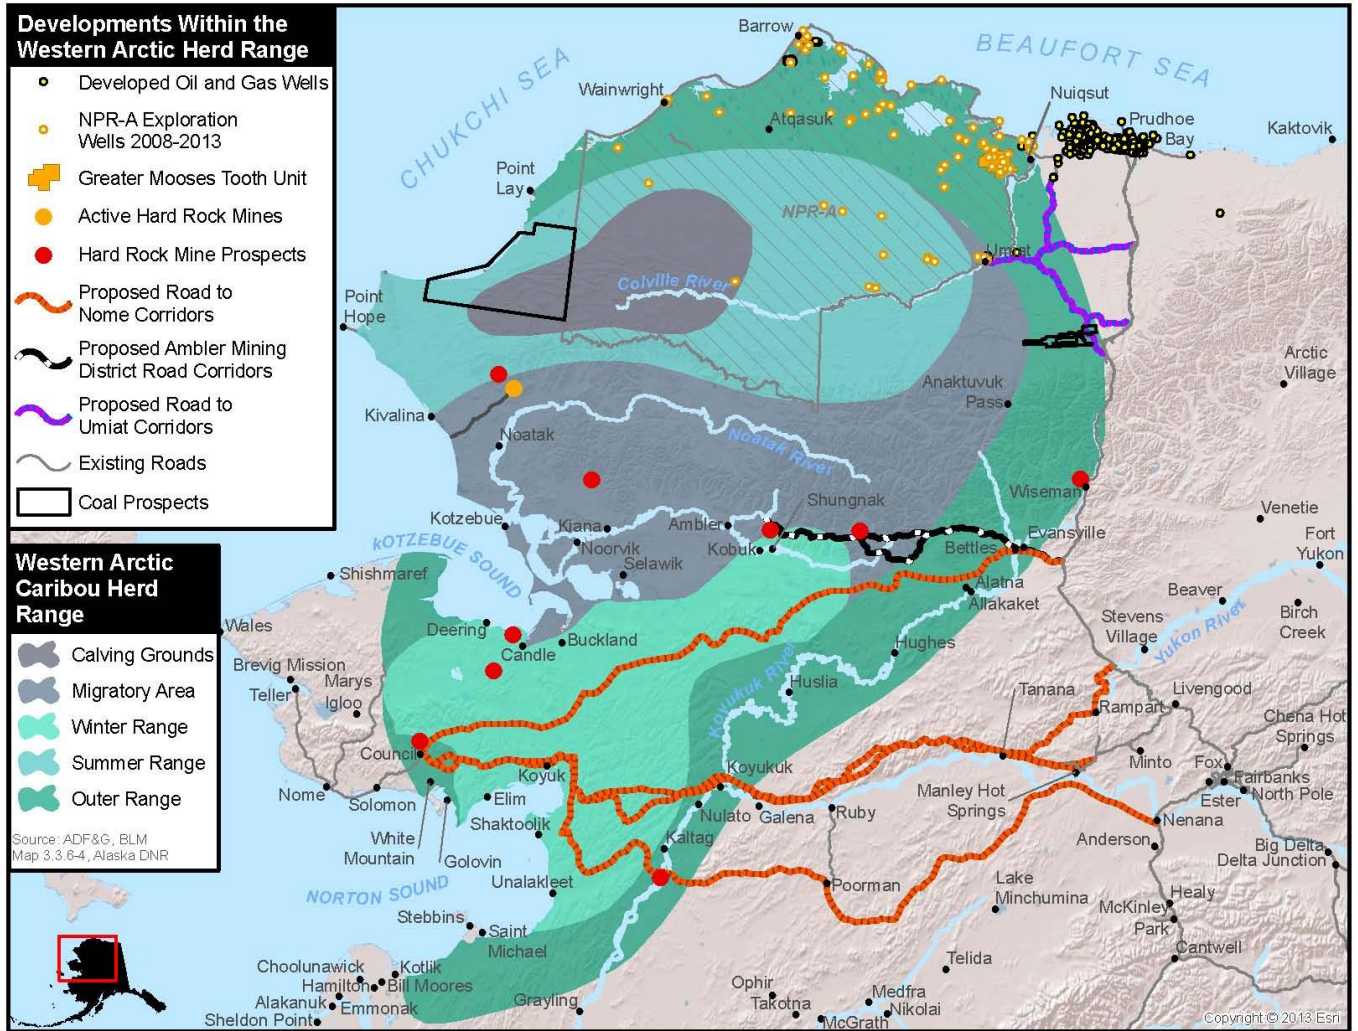 Developments Within the
Western Arctic Herd Range
Developed Oil and Gas Wells
NPR-A Exploration
Wells 2008-2013
Greater Mooses Tooth Unit
Active Hard Rock Mines
Hard Rock Mine Prospects
Proposed Road to
Nome Corridors
Proposed Ambler Mining
District Road Corridors
Proposed Road to
Umiat Corridors
Existing Roads
Coal Prospects
Western Arctic
Caribou Herd
Range
Calving Grounds
Migratory Area
Winter Range
Summer Range
Outer Range
Source: ADF&G, BLM
Map 3.3.6-4, Alaska DNR
CHUKCHI SEA
BEAUFORT SEA
Barrow
Wainwright
Atqasuk
Nuiqsut
Prudhoe
Bay
Kaktovik
Point
Lay
NPR-A
Umiat
Colville River
Point
Hope
Anaktuvuk
Pass
Arctic
Village
Kivalina
Noatak
Noatak River
Wiseman
Shungnak
Venetie
Kotzebue
Kiana
Ambler
Kobuk
Bettles
Evansville
Fort
Yukon
KOTZEBUE SOUND
Noorvik
Selawik
Shishmaref
Alatna
Allakaket
Beaver
Birch
Creek
Stevens
Village
Yukon River
Wales
Deering
Candle
Buckland
Hughes
Brevig Mission
Teller
Marys
Igloo
Koyukuk River
Huslia
Tanana
Rampart
Livengood
Chena Hot
Springs
Council
Koyuk
Koyukuk
Minto
Fox
Fairbanks
North Pole
Ester
Nome
Solomon
Elim
White
Mountain
Golovin
Shaktoolik
Nulato
Galena
Ruby
Manley Hot
Springs
Nenana
Anderson
Big Delta
Delta Junction
Kaltag
NORTON SOUND
Unalakleet
Poorman
Lake
Minchumina
Healy
McKinley
Park
Cantwell
Stebbins
Saint
Michael
Telida
Choolunawick
Hamilton
Kotlik
Bill Moores
Alakanuk
Emmonak
Sheldon Point
Grayling
Ophir
Takotna
McGrath
Medfra
Nikolai
Copyright © 2013 Esri